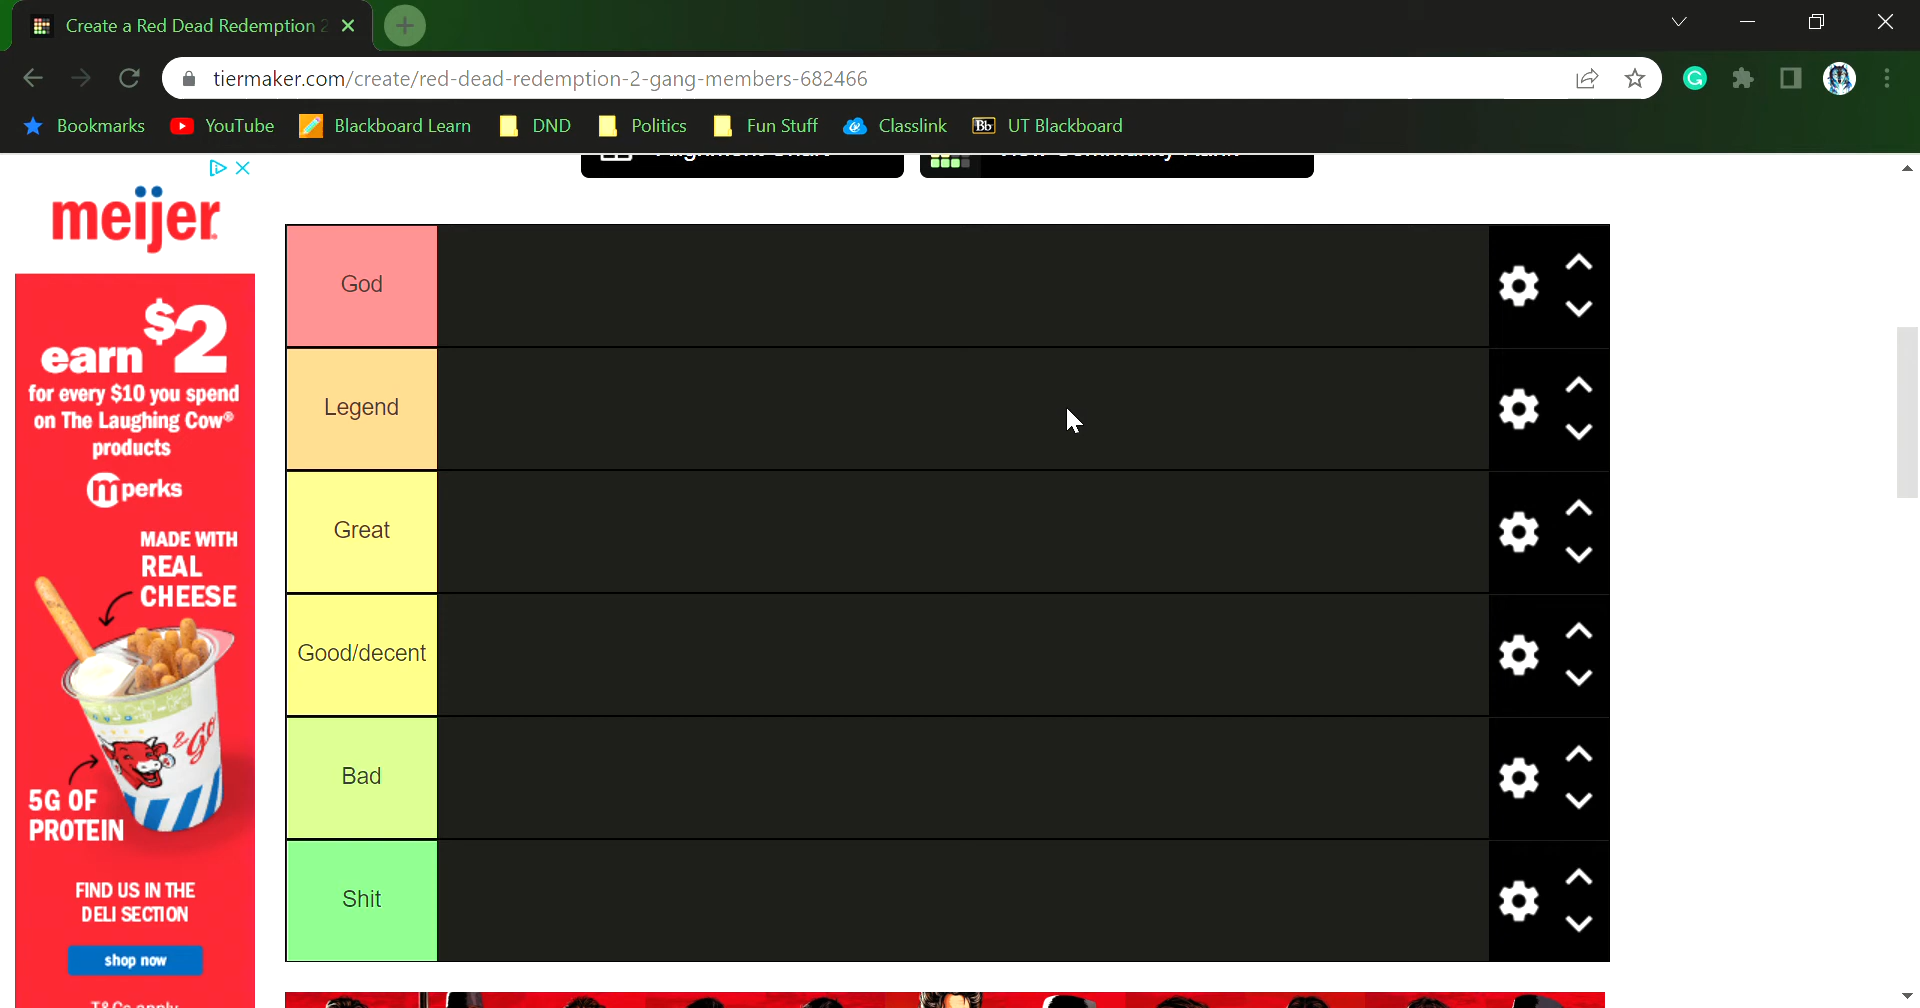 Create a Red Dead Redemption 2
tiermaker.com/create/red-dead-redemption-2-gang-members-682466
Bookmarks YouTube Blackboard Learn DND Politics Fun Stuff Classlink Bb UT Blackboard
meijer
earn $2
for every $10 you spend
on The Laughing Cow®
products
mperks
MADE WITH
REAL
CHEESE
& Go!
5G OF
PROTEIN
FIND US IN THE
DELI SECTION
shop now
God
Legend
Great
Good/decent
Bad
Shit